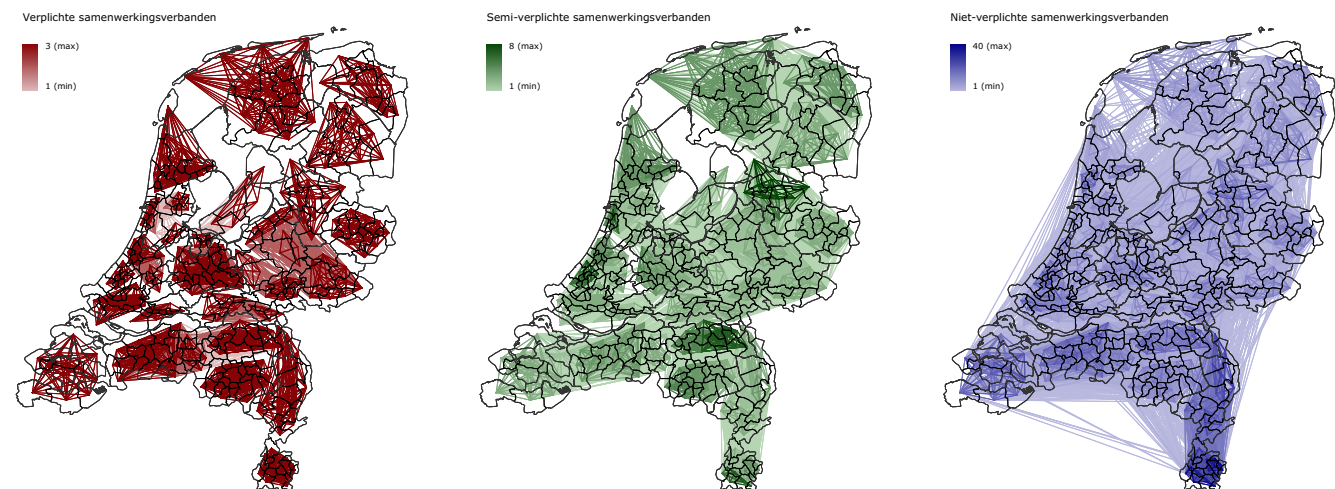 Verplichte samenwerkingsverbanden
3 (max)
1 (min)
Semi-verplichte samenwerkingsverbanden
8 (max)
1 (min)
Niet-verplichte samenwerkingsverbanden
40 (max)
1 (min)